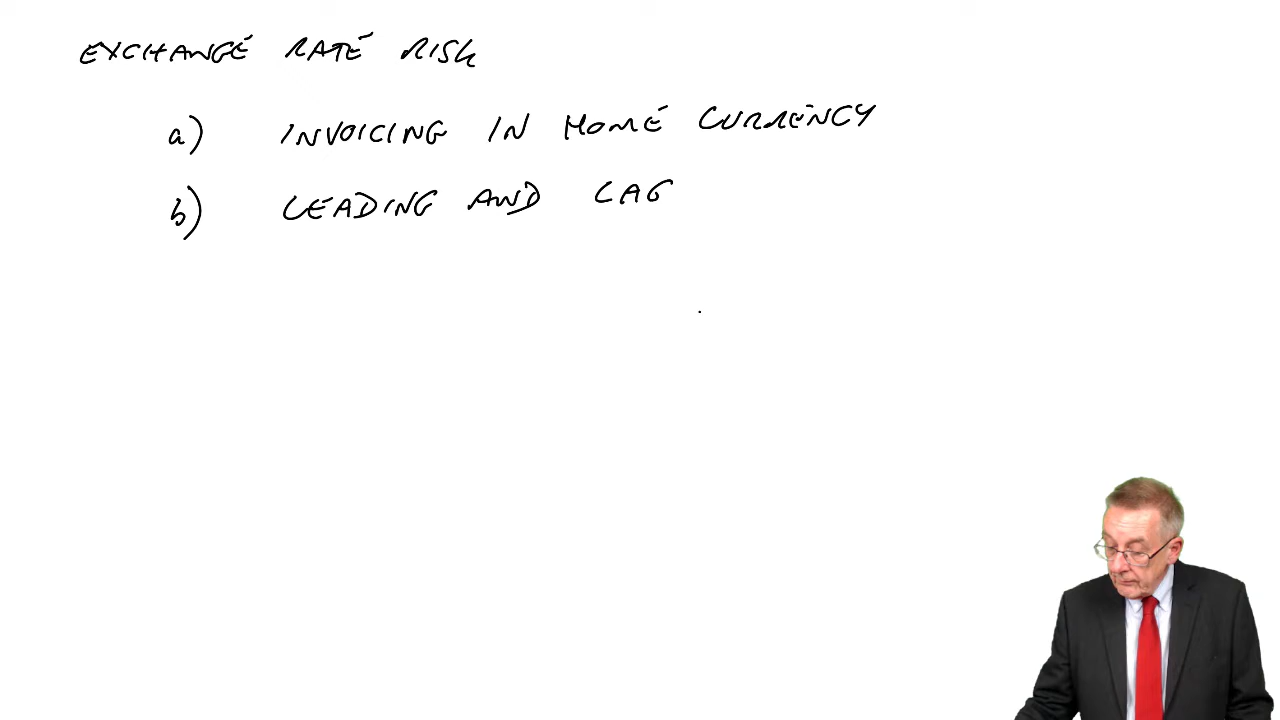 EXCHANGE RATE RISK
a) INVOICING IN HOME CURRENCY
b) LEADING AND LAG